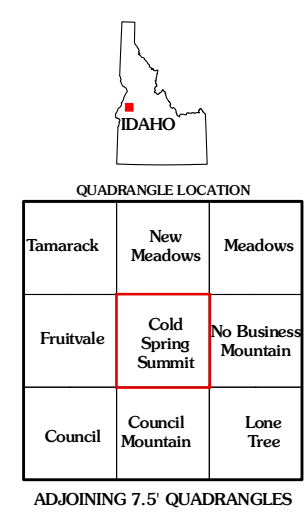 IDAHO
QUADRANGLE LOCATION
Tamarack
New
Meadows
Meadows
Fruitvale
Cold
Spring
Summit
No Business
Mountain
Council
Council
Mountain
Lone
Tree
ADJOINING 7.5' QUADRANGLES